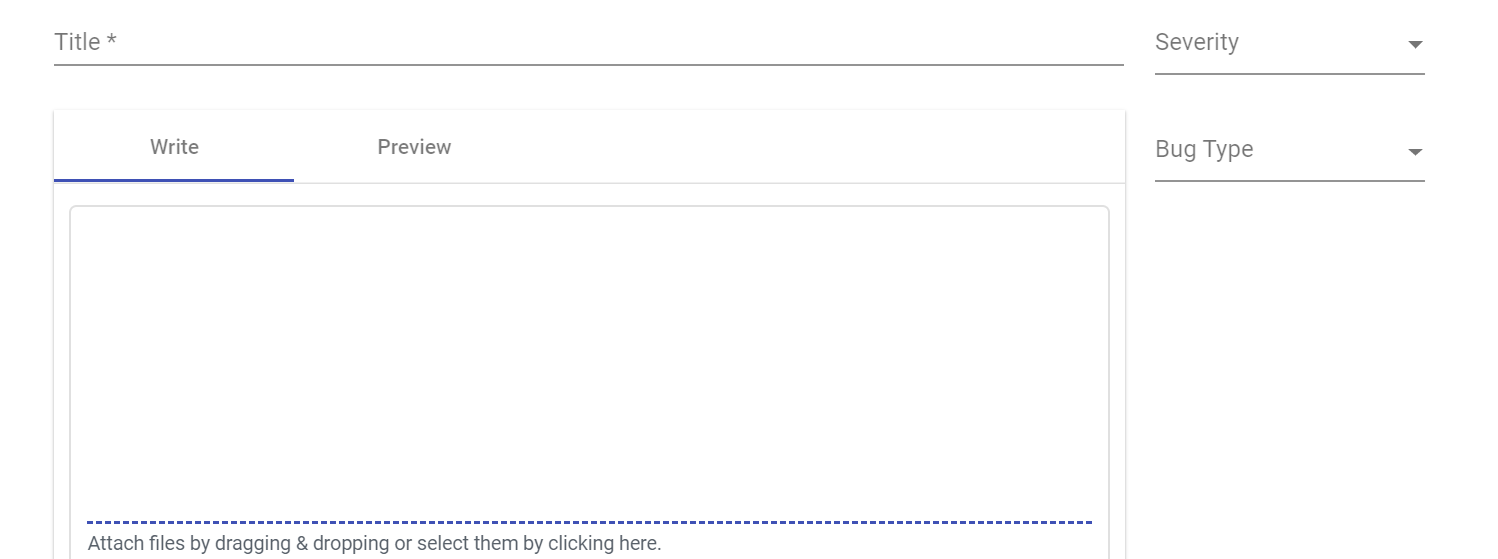 Title *
Severity
Write
Preview
Bug Type
Attach files by dragging & dropping or select them by clicking here.